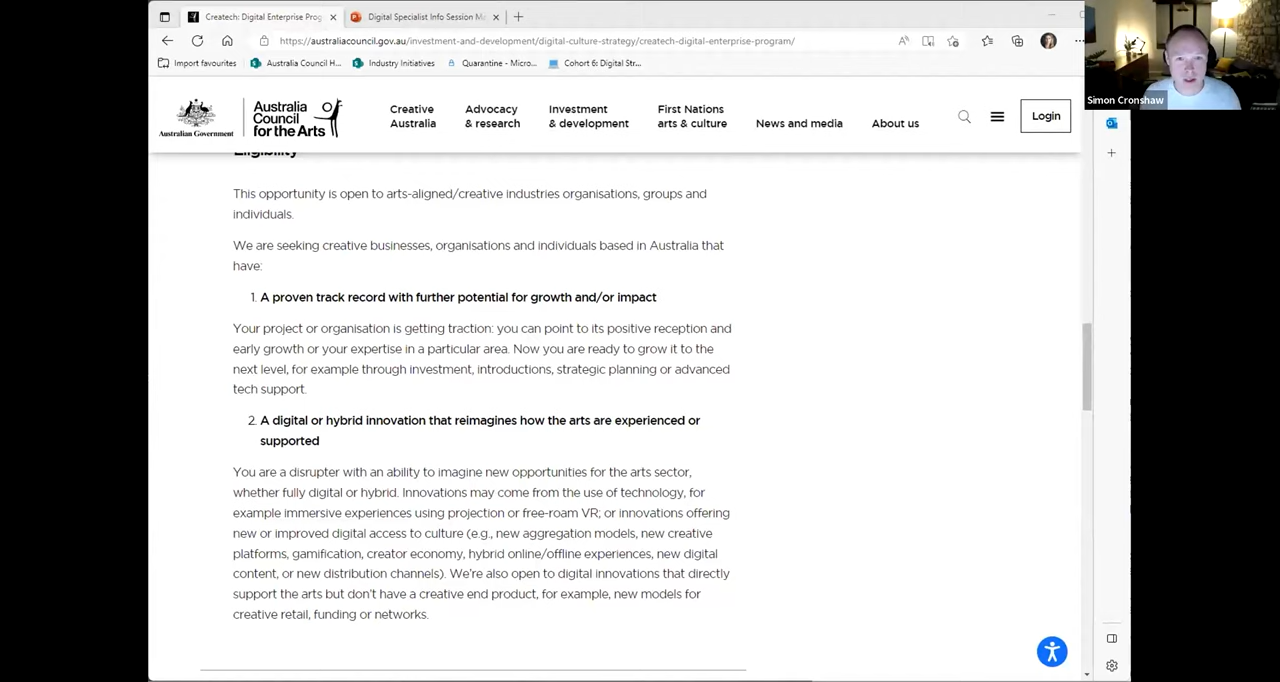 Createch: Digital Enterprise Prog
Digital Specialist Info Session M
https://australiacouncil.gov.au/investment-and-development/digital-culture-strategy/createch-digital-enterprise-program/
Import favourites
Australia Council H...
Industry Initiatives
Quarantine - Micro...
Cohort 6: Digital Str...
Simon Cronshaw
Australian Government
Australia
Council
for the Arts
Creative
Australia
Advocacy
& research
Investment
& development
First Nations
arts & culture
News and media
About us
Login
Eligibility
This opportunity is open to arts-aligned/creative industries organisations, groups and
individuals.
We are seeking creative businesses, organisations and individuals based in Australia that
have:
1. A proven track record with further potential for growth and/or impact
Your project or organisation is getting traction: you can point to its positive reception and
early growth or your expertise in a particular area. Now you are ready to grow it to the
next level, for example through investment, introductions, strategic planning or advanced
tech support.
2. A digital or hybrid innovation that reimagines how the arts are experienced or
supported
You are a disrupter with an ability to imagine new opportunities for the arts sector,
whether fully digital or hybrid. Innovations may come from the use of technology, for
example immersive experiences using projection or free-roam VR; or innovations offering
new or improved digital access to culture (e.g., new aggregation models, new creative
platforms, gamification, creator economy, hybrid online/offline experiences, new digital
content, or new distribution channels). We're also open to digital innovations that directly
support the arts but don't have a creative end product, for example, new models for
creative retail, funding or networks.